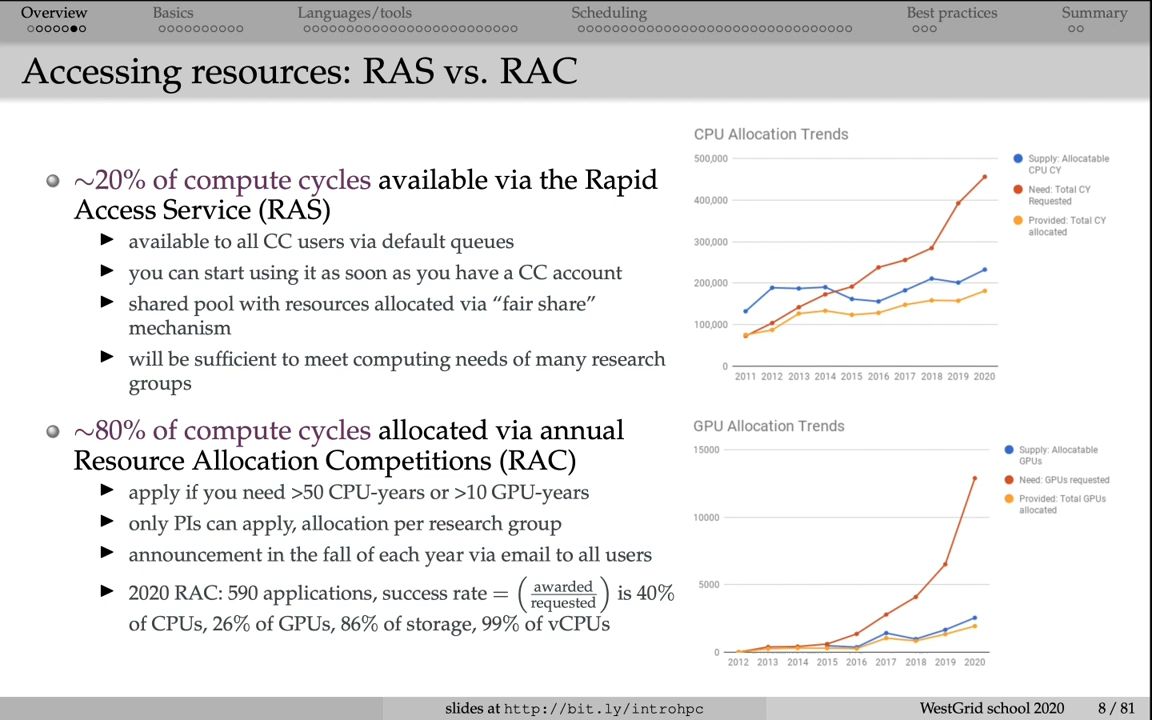 Overview Basics Languages/tools Scheduling Best practices Summary
Accessing resources: RAS vs. RAC
~20% of compute cycles available via the Rapid
Access Service (RAS)
available to all CC users via default queues
you can start using it as soon as you have a CC account
shared pool with resources allocated via “fair share”
mechanism
will be sufficient to meet computing needs of many research
groups
~80% of compute cycles allocated via annual
Resource Allocation Competitions (RAC)
apply if you need >50 CPU-years or >10 GPU-years
only PIs can apply, allocation per research group
announcement in the fall of each year via email to all users
2020 RAC: 590 applications, success rate = (awarded/requested) is 40%
of CPUs, 26% of GPUs, 86% of storage, 99% of vCPUs
CPU Allocation Trends
500,000
400,000
300,000
200,000
100,000
0
2011 2012 2013 2014 2015 2016 2017 2018 2019 2020
Supply: Allocatable
CPU CY
Need: Total CY
Requested
Provided: Total CY
allocated
GPU Allocation Trends
15000
10000
5000
0
2012 2013 2014 2015 2016 2017 2018 2019 2020
Supply: Allocatable
GPUs
Need: GPUs requested
Provided: Total GPUs
allocated
slides at http://bit.ly/introhpc WestGrid school 2020 8 / 81